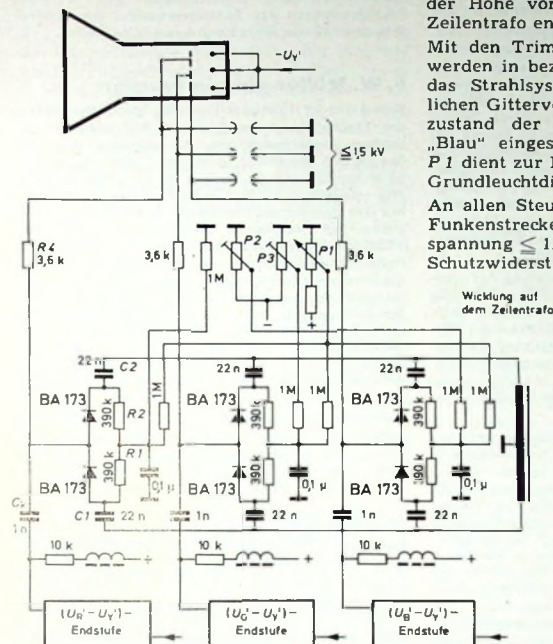 der Höhe vor
Zeilentrafo en
Mit den Trim
werden in bez
das Strahlsys
lichen Gitterve
zustand der
„Blau" einges
P 1 dient zur
Grundleuchtdi
An allen Steu
Funkenstrecke
spannung ≦ 1
Schutzwiderst
-U_Y'
≦ 1,5 kV
R4
3,6 k
3,6 k
P2
P3
P1
3,6 k
1M
-
+
Wicklung auf
dem Zeilentrafo
22 n
C2
1M
22 n
1M
1M
22 n
1M
1M
BA 173
390 k
R2
BA 173
390 k
BA 173
390 k
R1
BA 173
390 k
0,1 µ
BA 173
390 k
0,1 µ
BA 173
390 k
0,1 µ
1 n
C1
22 n
1 n
22 n
1 n
22 n
10 k
+
10 k
+
10 k
+
(U_R' - U_Y') -
Endstufe
(U_G' - U_Y') -
Endstufe
(U_B' - U_Y') -
Endstufe